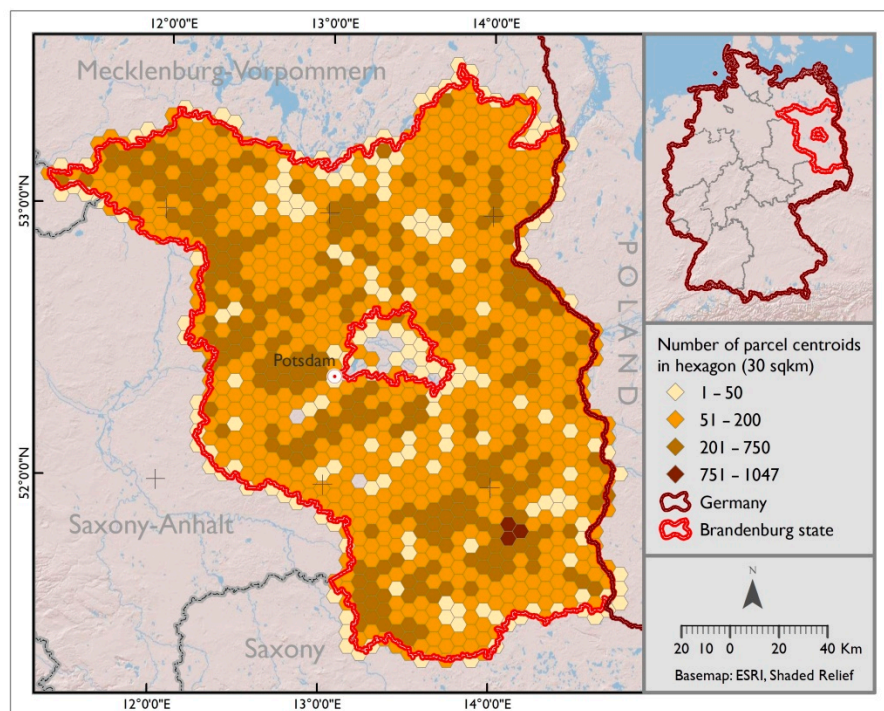 12°0'0"E
13°0'0"E
14°0'0"E
Mecklenburg-Vorpommern
53°0'0"N
POLAND
Potsdam
52°0'0"N
Saxony-Anhalt
Saxony
12°0'0"E
13°0'0"E
14°0'0"E
Number of parcel centroids
in hexagon (30 sqkm)
1 – 50
51 – 200
201 – 750
751 – 1047
Germany
Brandenburg state
N
20 10 0 20 40 Km
Basemap: ESRI, Shaded Relief